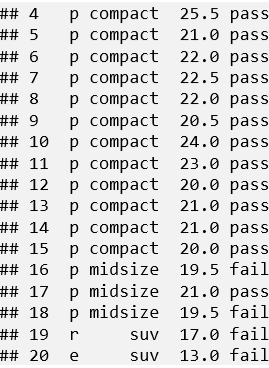 ## 4   p compact  25.5 pass
## 5   p compact  21.0 pass
## 6   p compact  22.0 pass
## 7   p compact  22.5 pass
## 8   p compact  22.0 pass
## 9   p compact  20.5 pass
## 10  p compact  24.0 pass
## 11  p compact  23.0 pass
## 12  p compact  20.0 pass
## 13  p compact  21.0 pass
## 14  p compact  21.0 pass
## 15  p compact  20.0 pass
## 16  p midsize  19.5 fail
## 17  p midsize  21.0 pass
## 18  p midsize  19.5 fail
## 19  r     suv  17.0 fail
## 20  e     suv  13.0 fail